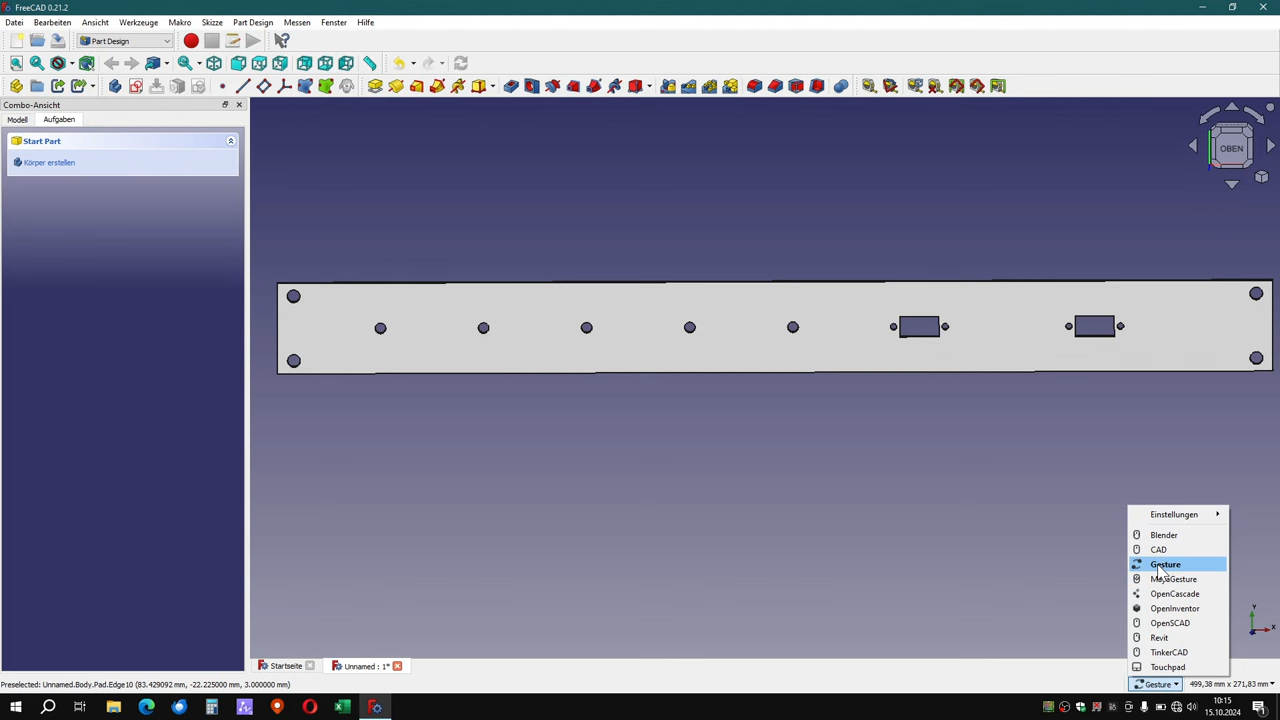 FreeCAD 0.21.2
Datei Bearbeiten Ansicht Werkzeuge Makro Skizze Part Design Messen Fenster Hilfe
Part Design
Combo-Ansicht
Modell Aufgaben
Start Part
Körper erstellen
OBEN
Einstellungen
Blender
CAD
Gesture
MayaGesture
OpenCascade
OpenInventor
OpenSCAD
Revit
TinkerCAD
Touchpad
Y
X
Startseite Unnamed : 1*
Preselected: Unnamed.Body.Pad.Edge10 (83.429092 mm, -22.225000 mm, 3.000000 mm)
Gesture 499,38 mm x 271,83 mm
10:15
15.10.2024